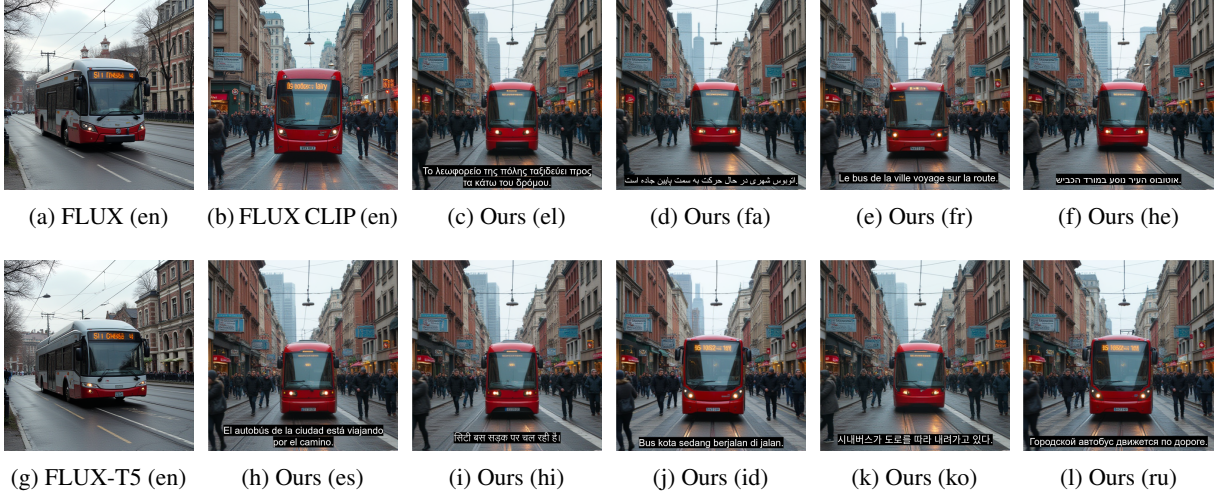 Το λεωφορείο της πόλης ταξιδεύει προς
τα κάτω του δρόμου.
اتوبوس شهری در حال حرکت به سمت پایین جاده است.
Le bus de la ville voyage sur la route.
אוטובוס העיר נוסע במורד הכביש.
(a) FLUX (en)
(b) FLUX CLIP (en)
(c) Ours (el)
(d) Ours (fa)
(e) Ours (fr)
(f) Ours (he)
El autobús de la ciudad está viajando
por el camino.
सिटी बस सड़क पर चल रही है।
Bus kota sedang berjalan di jalan.
시내버스가 도로를 따라 내려가고 있다.
Городской автобус движется по дороге.
(g) FLUX-T5 (en)
(h) Ours (es)
(i) Ours (hi)
(j) Ours (id)
(k) Ours (ko)
(l) Ours (ru)